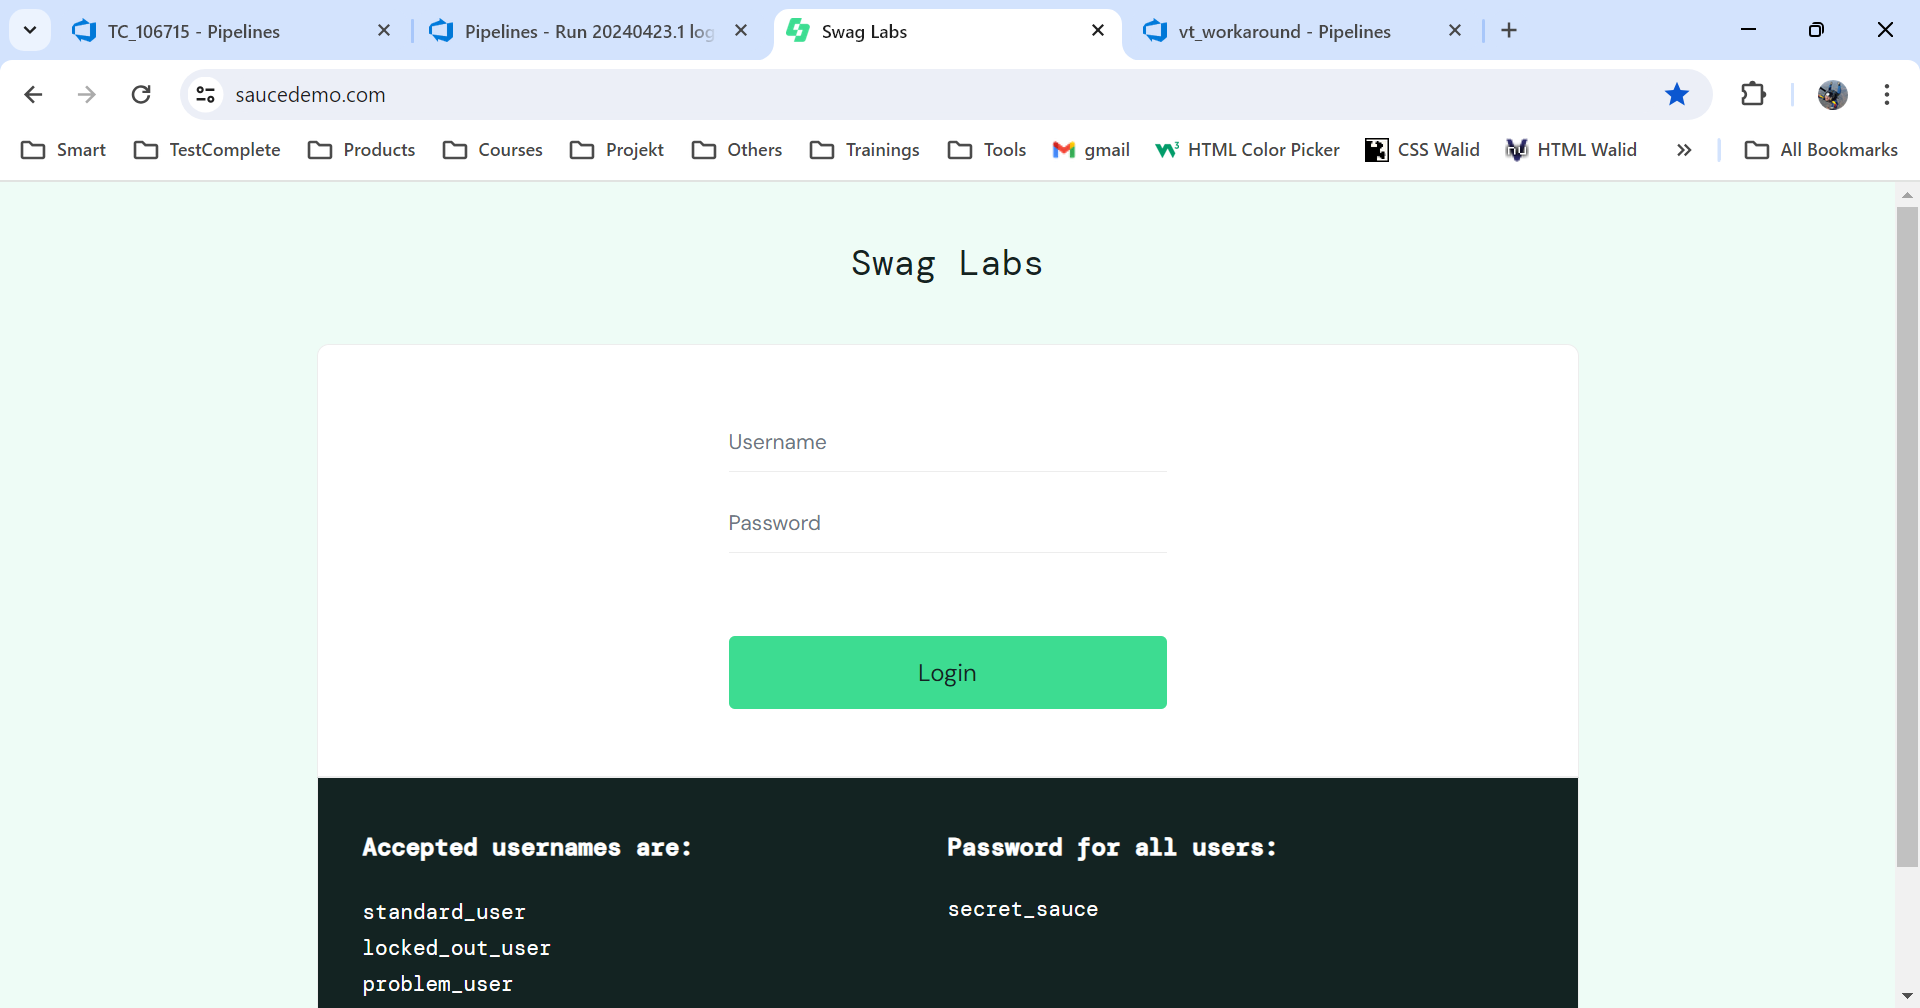 TC_106715 - Pipelines
Pipelines - Run 20240423.1 log
Swag Labs
vt_workaround - Pipelines
saucedemo.com
Smart
TestComplete
Products
Courses
Projekt
Others
Trainings
Tools
gmail
HTML Color Picker
CSS Walid
HTML Walid
All Bookmarks
Swag Labs
Username
Password
Login
Accepted usernames are:
standard_user
locked_out_user
problem_user
Password for all users:
secret_sauce